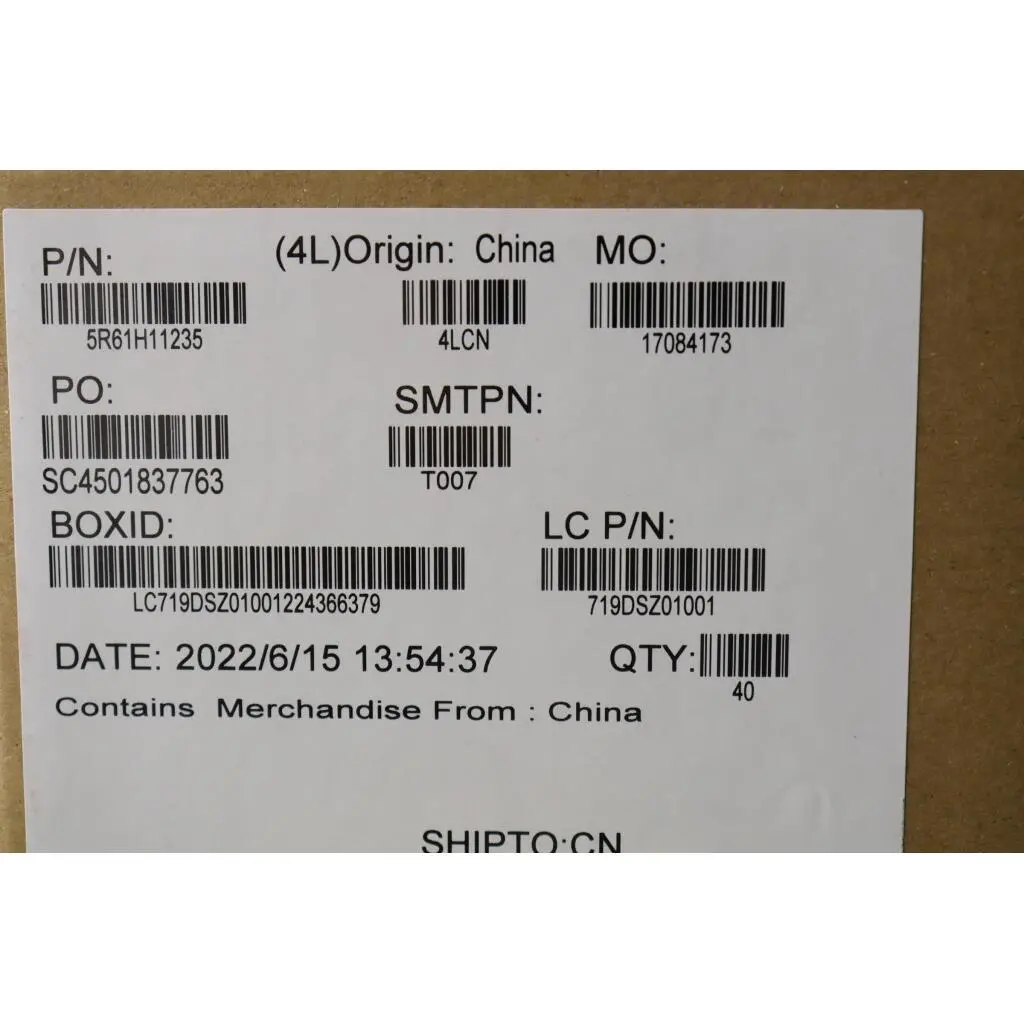 P/N: (4L)Origin: China MO:
5R61H11235 4LCN 17084173
PO: SMTPN:
SC4501837763 T007
BOXID: LC P/N:
LC719DSZ01001224366379 719DSZ01001
DATE: 2022/6/15 13:54:37 QTY:
40
Contains Merchandise From : China
SHIPTO:CN